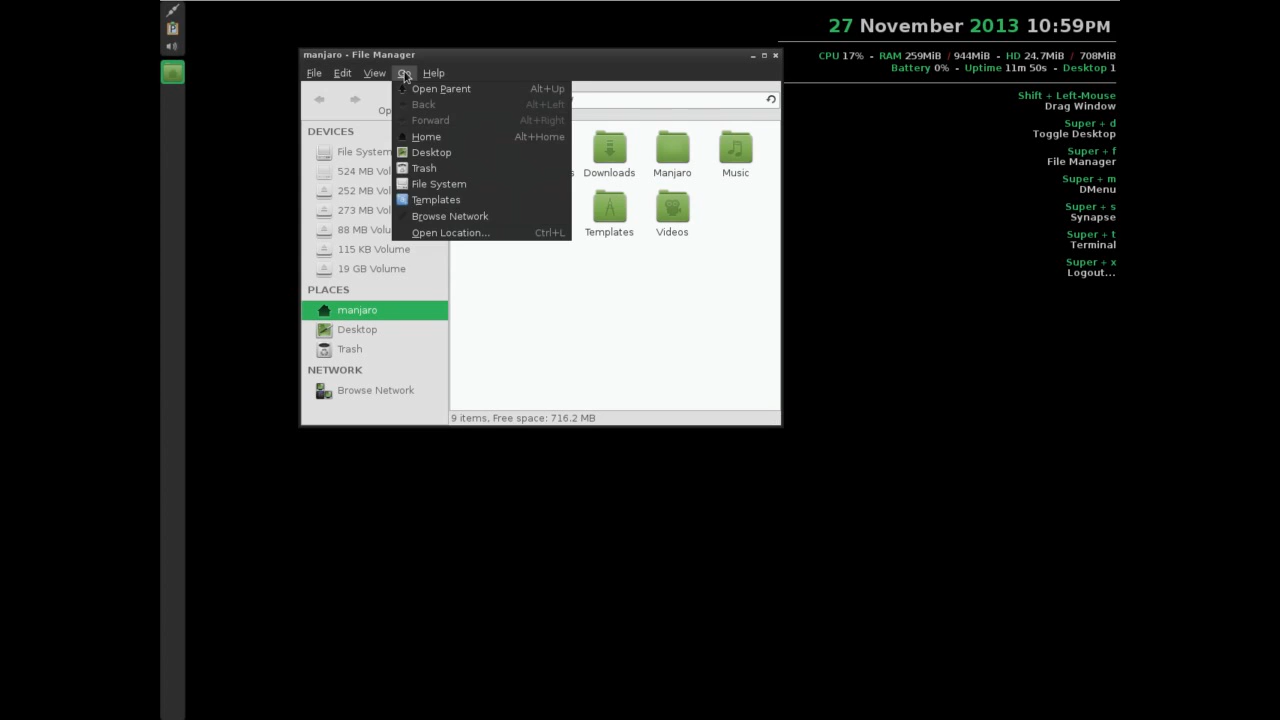 27 November 2013 10:59PM
CPU 17% - RAM 259MiB / 944MiB - HD 24.7MiB / 708MiB
Battery 0% - Uptime 11m 50s - Desktop 1
Shift + Left-Mouse
Drag Window
Super + d
Toggle Desktop
Super + f
File Manager
Super + m
DMenu
Super + s
Synapse
Super + t
Terminal
Super + x
Logout...
manjaro - File Manager
File Edit View Go Help
Open Parent Alt+Up
Back Alt+Left
Forward Alt+Right
Home Alt+Home
Desktop
Trash
File System
Templates
Browse Network
Open Location... Ctrl+L
DEVICES
File System
524 MB Vol
252 MB Vol
273 MB Vol
88 MB Volu
115 KB Volume
19 GB Volume
PLACES
manjaro
Desktop
Trash
NETWORK
Browse Network
Downloads Manjaro Music
Templates Videos
9 items, Free space: 716.2 MB